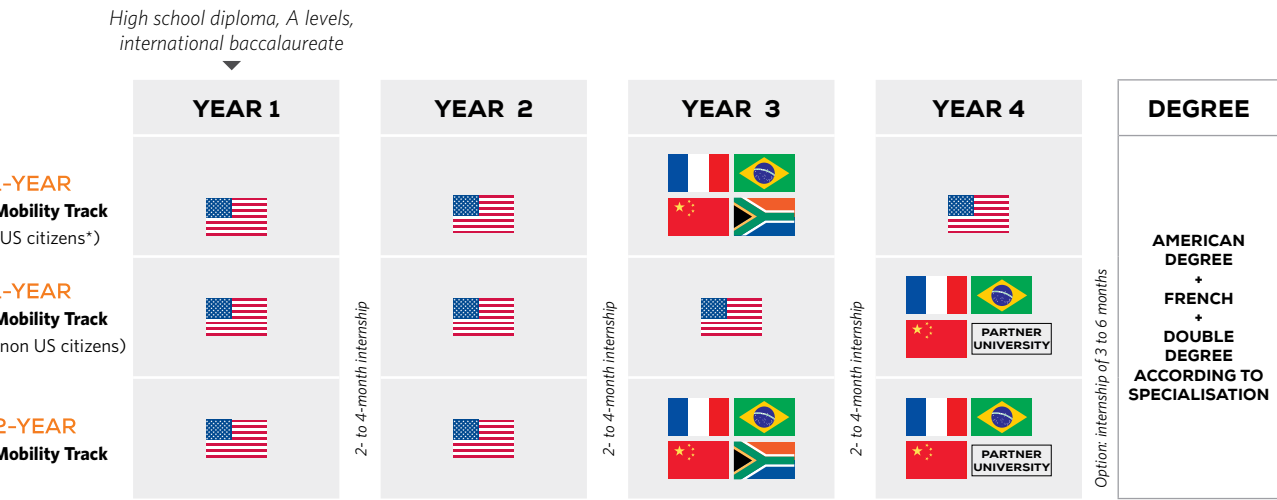 High school diploma, A levels,
international baccalaureate
YEAR 1
YEAR 2
YEAR 3
YEAR 4
DEGREE
-YEAR
Mobility Track
US citizens*)
-YEAR
Mobility Track
non US citizens)
2-YEAR
Mobility Track
2- to 4-month internship
2- to 4-month internship
2- to 4-month internship
PARTNER
UNIVERSITY
PARTNER
UNIVERSITY
Option: internship of 3 to 6 months
AMERICAN
DEGREE
+
FRENCH
+
DOUBLE
DEGREE
ACCORDING TO
SPECIALISATION